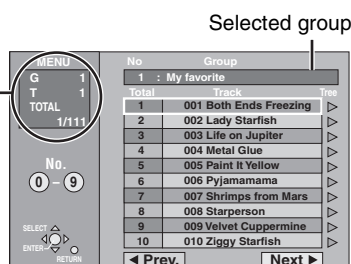 Selected group
MENU
G 1
T 1
TOTAL
1/111
No.
0 - 9
SELECT
ENTER
RETURN
No Group
1 : My favorite
Total Track Tree
1 001 Both Ends Freezing
2 002 Lady Starfish
3 003 Life on Jupiter
4 004 Metal Glue
5 005 Paint It Yellow
6 006 Pyjamamama
7 007 Shrimps from Mars
8 008 Starperson
9 009 Velvet Cuppermine
10 010 Ziggy Starfish
◀ Prev. Next ▶